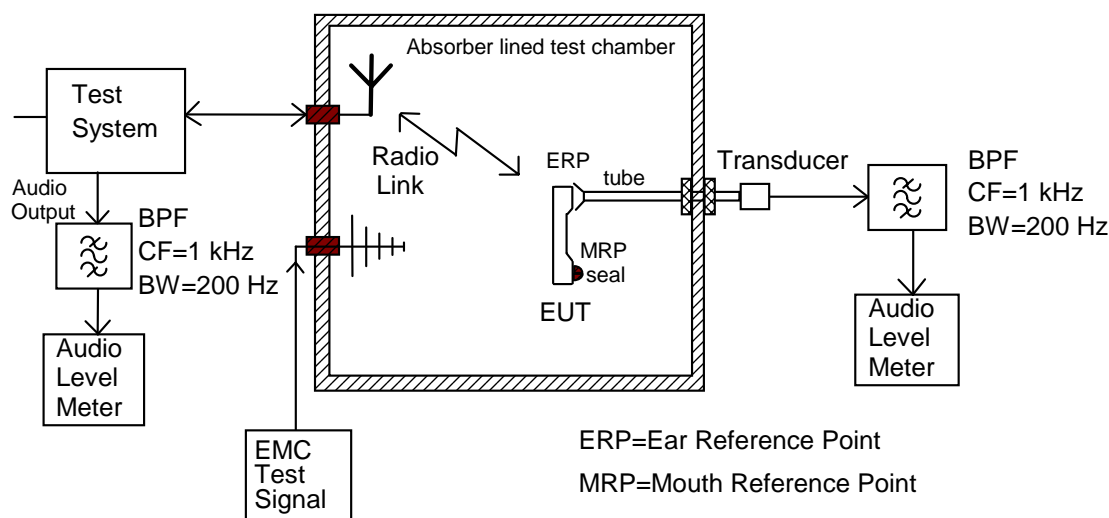 Absorber lined test chamber
Test
System
Radio
Link
ERP
tube
Transducer
BPF
CF=1 kHz
BW=200 Hz
Audio
Output
BPF
CF=1 kHz
BW=200 Hz
MRP
seal
EUT
Audio
Level
Meter
Audio
Level
Meter
EMC
Test
Signal
ERP=Ear Reference Point
MRP=Mouth Reference Point